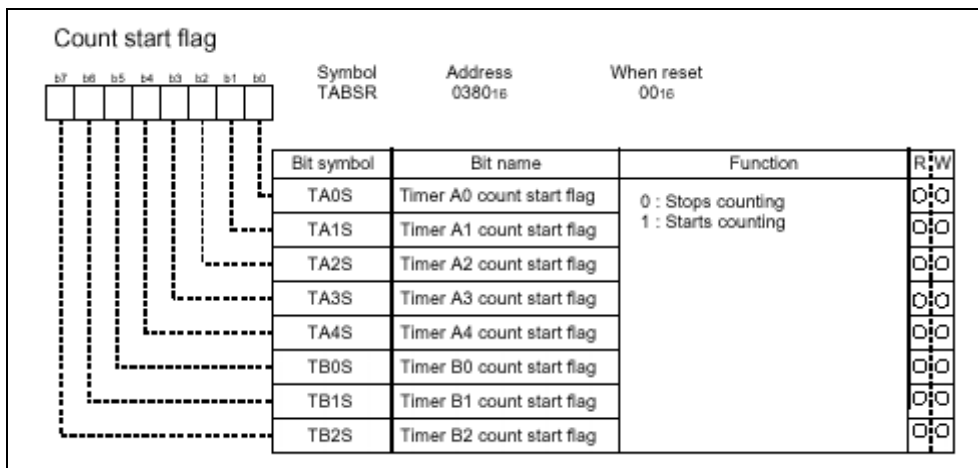 Count start flag
b7 b6 b5 b4 b3 b2 b1 b0
Symbol Address When reset
TABSR 038016 0016
Bit symbol Bit name Function R W
TA0S Timer A0 count start flag 0 : Stops counting O O
TA1S Timer A1 count start flag 1 : Starts counting O O
TA2S Timer A2 count start flag O O
TA3S Timer A3 count start flag O O
TA4S Timer A4 count start flag O O
TB0S Timer B0 count start flag O O
TB1S Timer B1 count start flag O O
TB2S Timer B2 count start flag O O